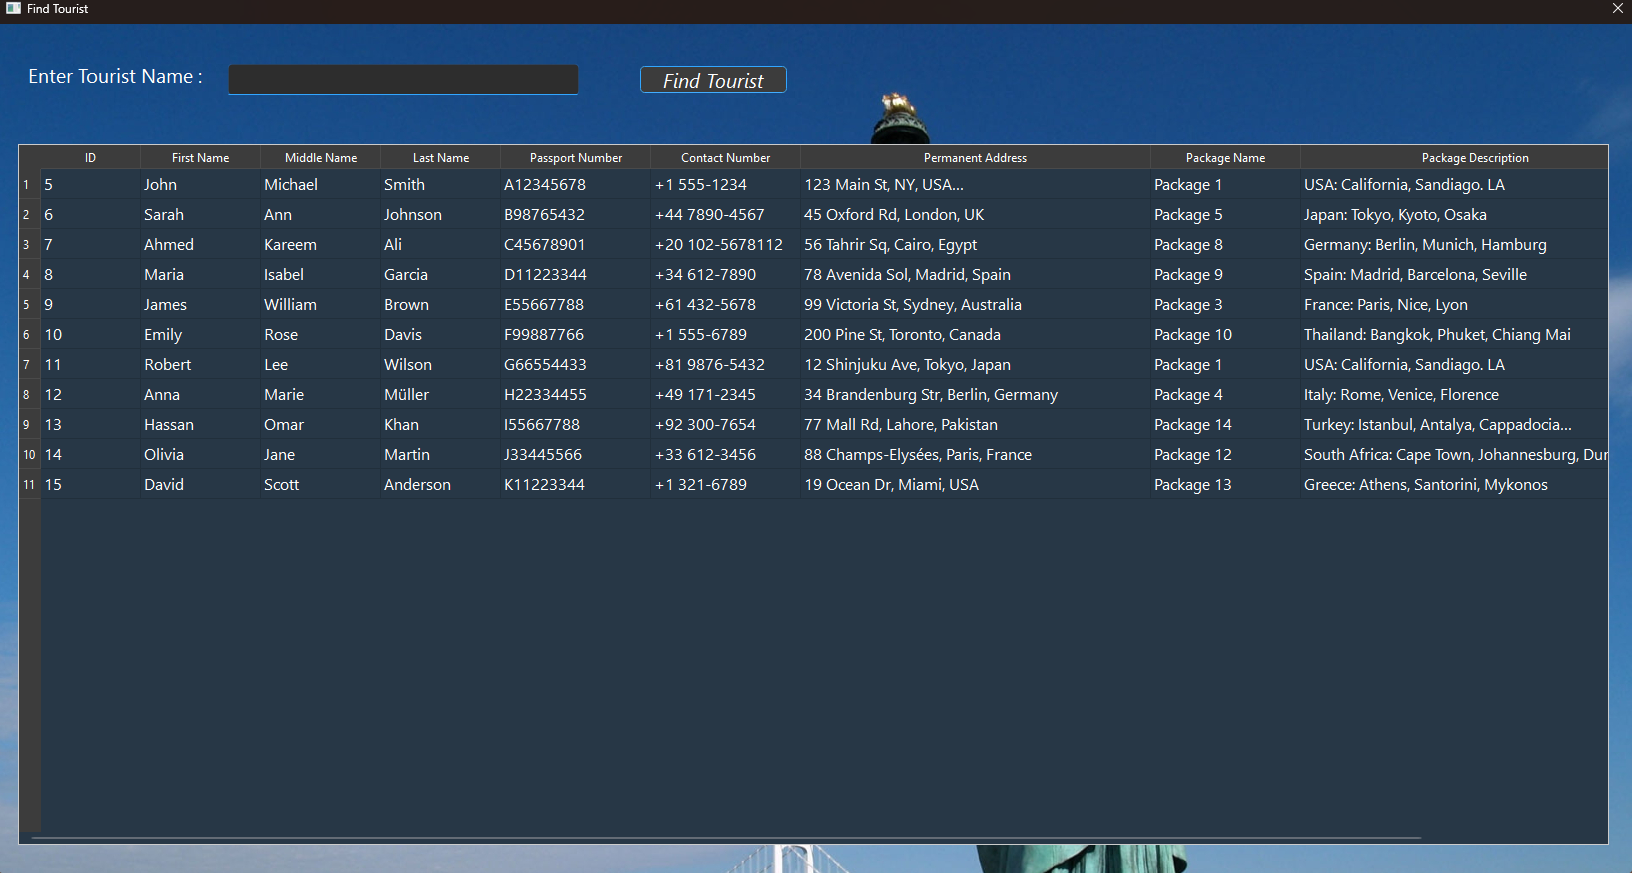 Find Tourist
Enter Tourist Name :
Find Tourist
ID First Name Middle Name Last Name Passport Number Contact Number Permanent Address Package Name Package Description
1 5 John Michael Smith A12345678 +1 555-1234 123 Main St, NY, USA... Package 1 USA: California, Sandiago. LA
2 6 Sarah Ann Johnson B98765432 +44 7890-4567 45 Oxford Rd, London, UK Package 5 Japan: Tokyo, Kyoto, Osaka
3 7 Ahmed Kareem Ali C45678901 +20 102-5678112 56 Tahrir Sq, Cairo, Egypt Package 8 Germany: Berlin, Munich, Hamburg
4 8 Maria Isabel Garcia D11223344 +34 612-7890 78 Avenida Sol, Madrid, Spain Package 9 Spain: Madrid, Barcelona, Seville
5 9 James William Brown E55667788 +61 432-5678 99 Victoria St, Sydney, Australia Package 3 France: Paris, Nice, Lyon
6 10 Emily Rose Davis F99887766 +1 555-6789 200 Pine St, Toronto, Canada Package 10 Thailand: Bangkok, Phuket, Chiang Mai
7 11 Robert Lee Wilson G66554433 +81 9876-5432 12 Shinjuku Ave, Tokyo, Japan Package 1 USA: California, Sandiago. LA
8 12 Anna Marie Müller H22334455 +49 171-2345 34 Brandenburg Str, Berlin, Germany Package 4 Italy: Rome, Venice, Florence
9 13 Hassan Omar Khan I55667788 +92 300-7654 77 Mall Rd, Lahore, Pakistan Package 14 Turkey: Istanbul, Antalya, Cappadocia...
10 14 Olivia Jane Martin J33445566 +33 612-3456 88 Champs-Elysées, Paris, France Package 12 South Africa: Cape Town, Johannesburg,
11 15 David Scott Anderson K11223344 +1 321-6789 19 Ocean Dr, Miami, USA Package 13 Greece: Athens, Santorini, Mykonos